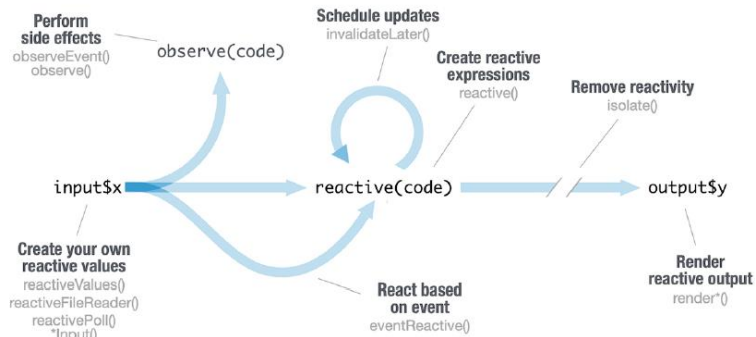 Perform
side effects
observeEvent()
observe()
observe(code)
Schedule updates
invalidateLater()
Create reactive
expressions
reactive()
Remove reactivity
isolate()
input$x
reactive(code)
output$y
Create your own
reactive values
reactiveValues()
reactiveFileReader()
reactivePoll()
*Input()
React based
on event
eventReactive()
Render
reactive output
render*()